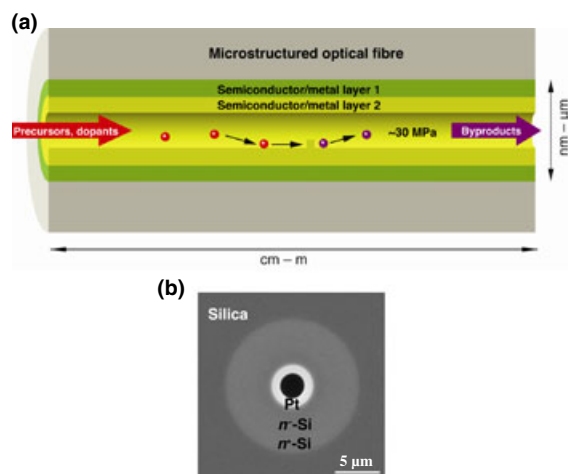 (a)
Microstructured optical fibre
Semiconductor/metal layer 1
Semiconductor/metal layer 2
Precursors, dopants
~30 MPa
Byproducts
nm – µm
cm – m
(b)
Silica
Pt
n⁻-Si
n⁻-Si
5 µm